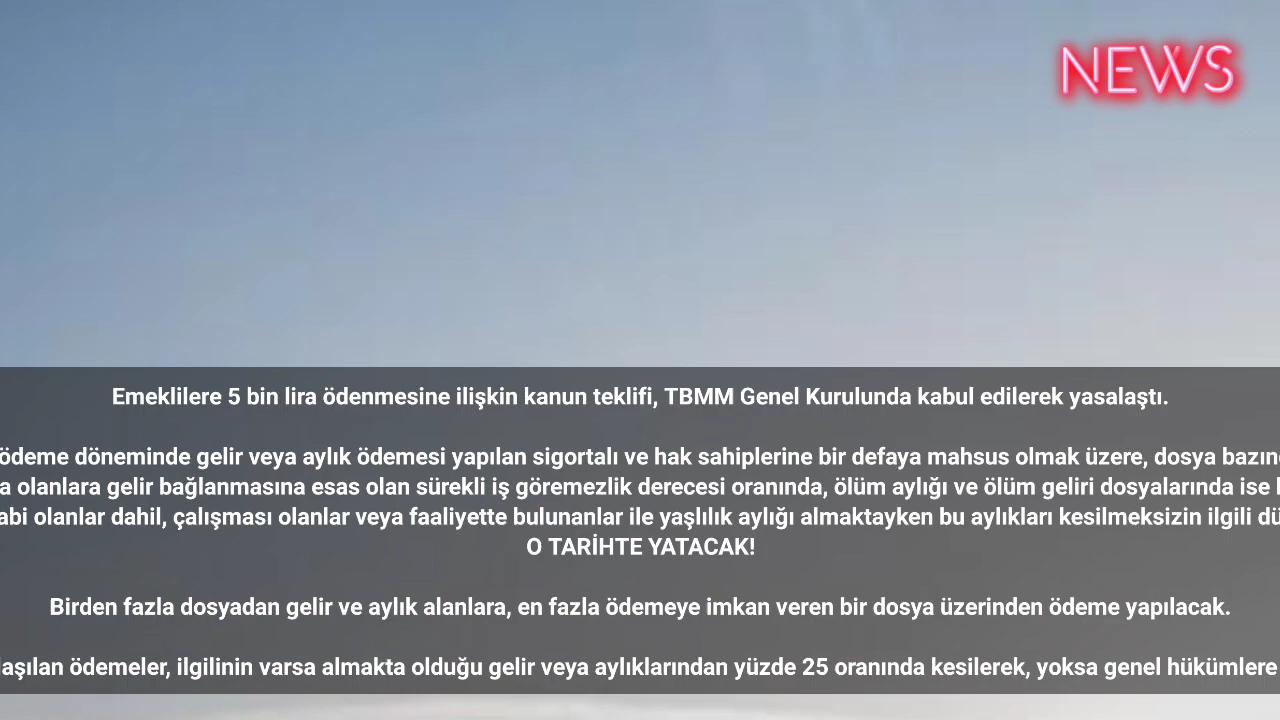 NEWS
Emeklilere 5 bin lira ödenmesine ilişkin kanun teklifi, TBMM Genel Kurulunda kabul edilerek yasalaştı.
ödeme döneminde gelir veya aylık ödemesi yapılan sigortalı ve hak sahiplerine bir defaya mahsus olmak üzere, dosya
olanlara gelir bağlanmasına esas olan sürekli iş göremezlik derecesi oranında, ölüm aylığı ve ölüm geliri dosyalarında ise
olanlar dahil, çalışması olanlar veya faaliyette bulunanlar ile yaşlılık aylığı almaktayken bu aylıkları kesilmeksizin ilgili
O TARİHTE YATACAK!
Birden fazla dosyadan gelir ve aylık alanlara, en fazla ödemeye imkan veren bir dosya üzerinden ödeme yapılacak.
ödemeler, ilgilinin varsa almakta olduğu gelir veya aylıklarından yüzde 25 oranında kesilerek, yoksa genel hükümlere